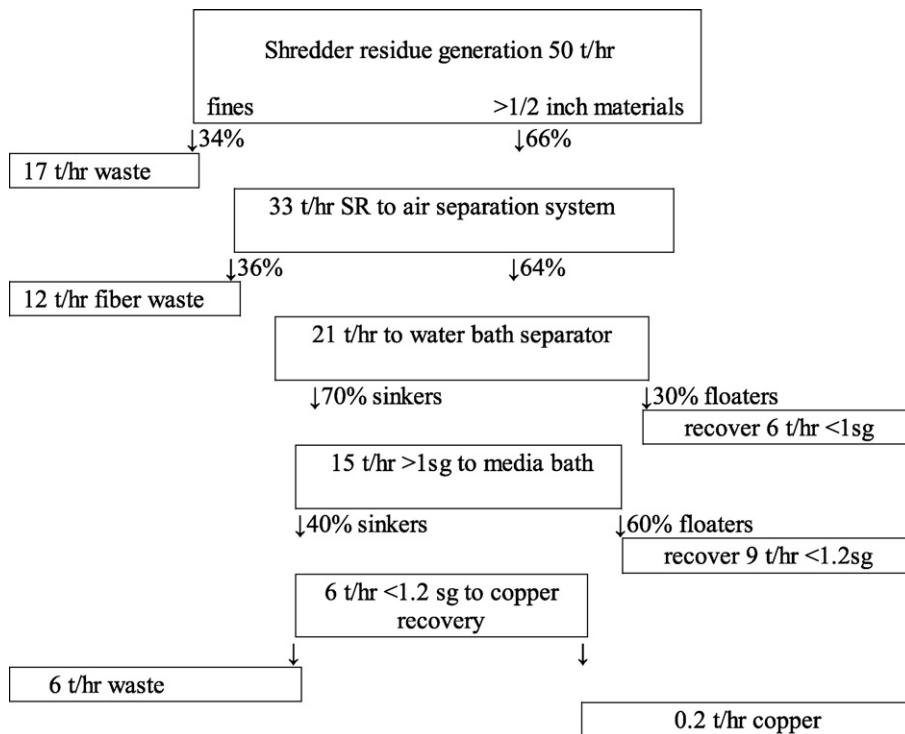 Shredder residue generation 50 t/hr
fines >1/2 inch materials
↓34% ↓66%
17 t/hr waste
33 t/hr SR to air separation system
↓36% ↓64%
12 t/hr fiber waste
21 t/hr to water bath separator
↓70% sinkers ↓30% floaters
recover 6 t/hr <1sg
15 t/hr >1sg to media bath
↓40% sinkers ↓60% floaters
recover 9 t/hr <1.2sg
6 t/hr <1.2 sg to copper
recovery
↓ ↓
6 t/hr waste
0.2 t/hr copper